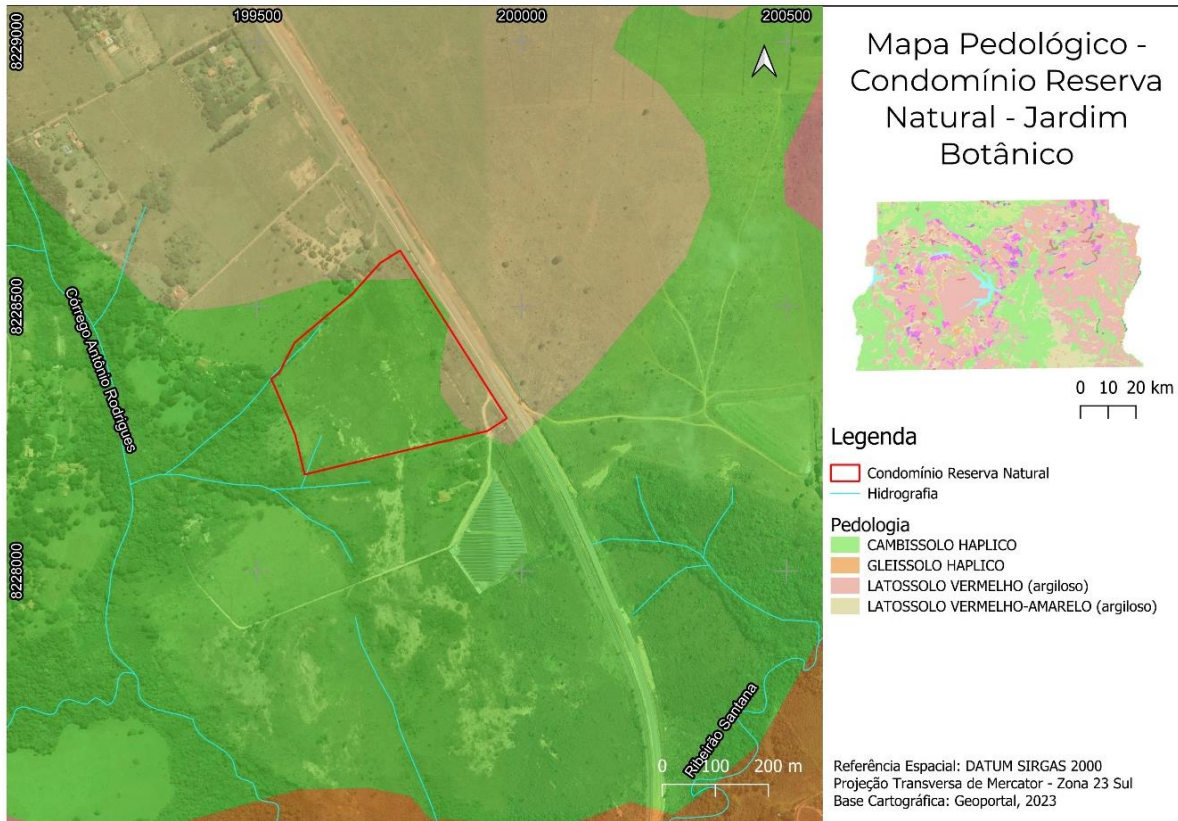 199500
200000
200500
8229000
8228500
8228000
Córrego Antônio Rodrigues
Ribeirão Santana
0 100 200 m
Mapa Pedológico -
Condomínio Reserva
Natural - Jardim
Botânico
0 10 20 km
Legenda
Condomínio Reserva Natural
Hidrografia
Pedologia
CAMBISSOLO HAPLICO
GLEISSOLO HAPLICO
LATOSSOLO VERMELHO (argiloso)
LATOSSOLO VERMELHO-AMARELO (argiloso)
Referência Espacial: DATUM SIRGAS 2000
Projeção Transversa de Mercator - Zona 23 Sul
Base Cartográfica: Geoportal, 2023